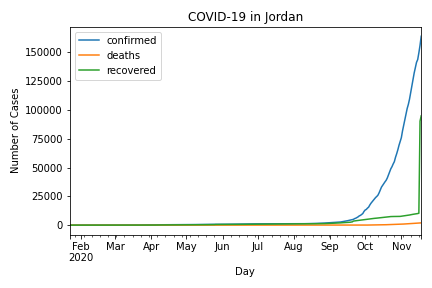 COVID-19 in Jordan
confirmed
deaths
recovered
Number of Cases
150000
125000
100000
75000
50000
25000
0
Feb Mar Apr May Jun Jul Aug Sep Oct Nov
2020
Day